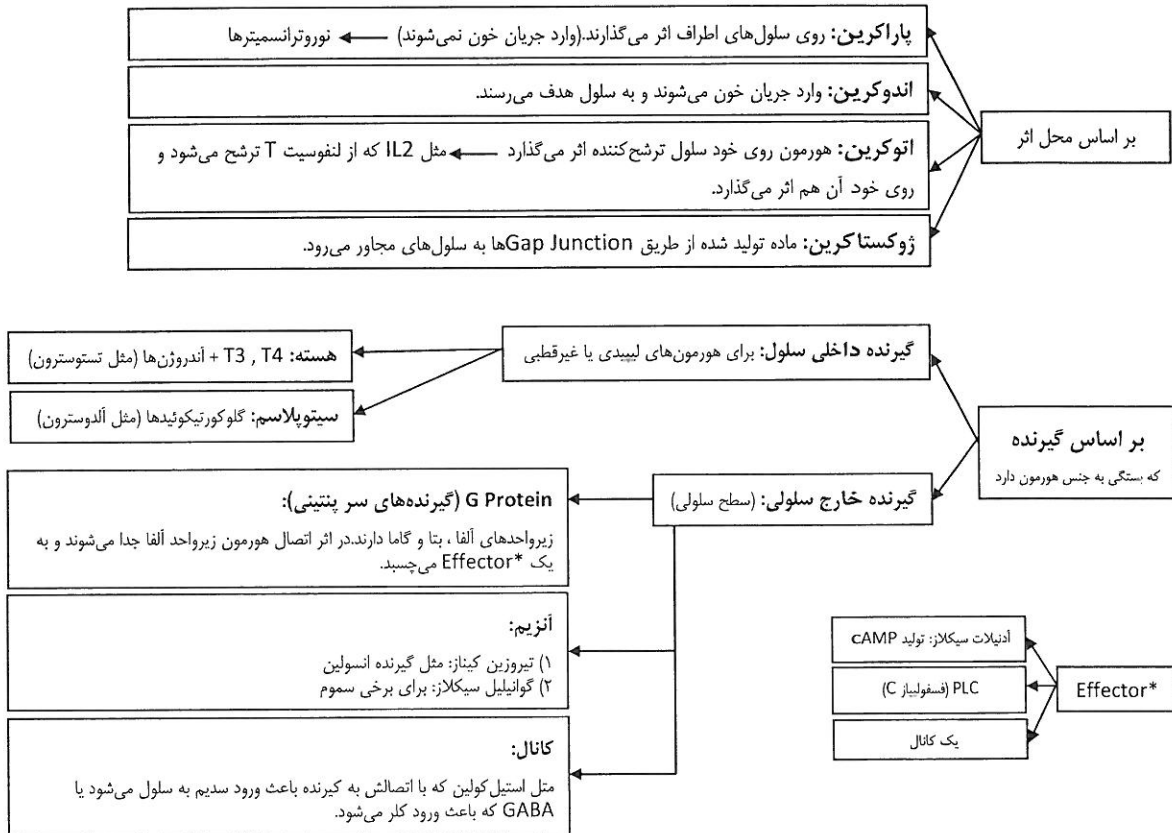 پاراکرین: روی سلول‌های اطراف اثر می‌گذارند.(وارد جریان خون نمی‌شوند) ← نوروترانسمیترها
اندوکرین: وارد جریان خون می‌شوند و به سلول هدف می‌رسند.
بر اساس محل اثر
اتوکرین: هورمون روی خود سلول ترشح‌کننده اثر می‌گذارد ← مثل IL2 که از لنفوسیت T ترشح می‌شود و
روی خود آن هم اثر می‌گذارد.
ژوکستاکرین: ماده تولید شده از طریق Gap Junctionها به سلول‌های مجاور می‌رود.
گیرنده داخلی سلول: برای هورمون‌های لیپیدی یا غیرقطبی
هسته: T3 , T4 + آندروژن‌ها (مثل تستوسترون)
سیتوپلاسم: گلوکورتیکوئیدها (مثل آلدوسترون)
بر اساس گیرنده
که بستگی به جنس هورمون دارد
گیرنده خارج سلولی: (سطح سلولی)
G Protein (گیرنده‌های سر پنتینی):
زیرواحدهای آلفا ، بتا و گاما دارند.در اثر اتصال هورمون زیرواحد آلفا جدا می‌شوند و به
یک *Effector می‌چسبد.
آنزیم:
۱) تیروزین کیناز: مثل گیرنده انسولین
۲) گوانیلیل سیکلاز: برای برخی سموم
کانال:
مثل استیل‌کولین که با اتصالش به گیرنده باعث ورود سدیم به سلول می‌شود یا
GABA که باعث ورود کلر می‌شود.
Effector*
آدنیلات سیکلاز: تولید cAMP
PLC (فسفولیپاز C)
یک کانال